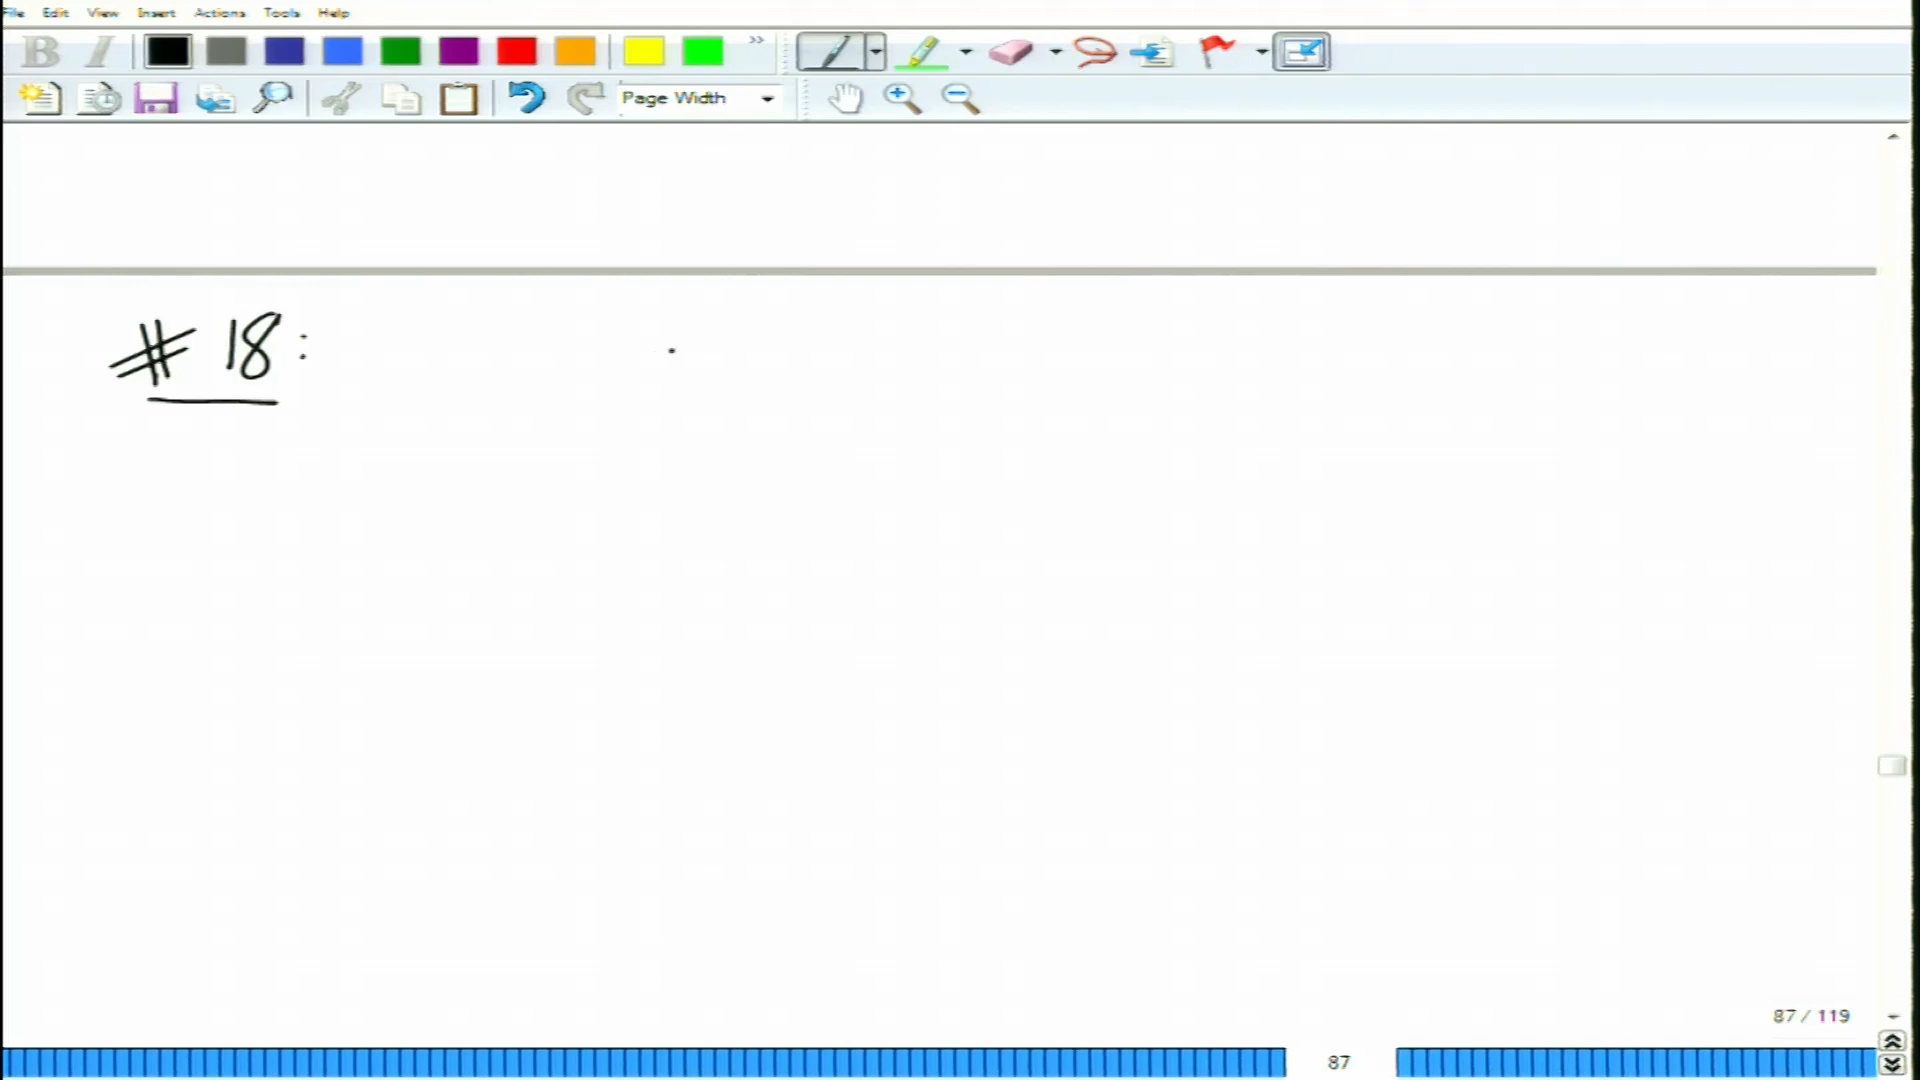 File Edit View Insert Actions Tools Help
B I
Page Width
# 18:
87 / 119
87